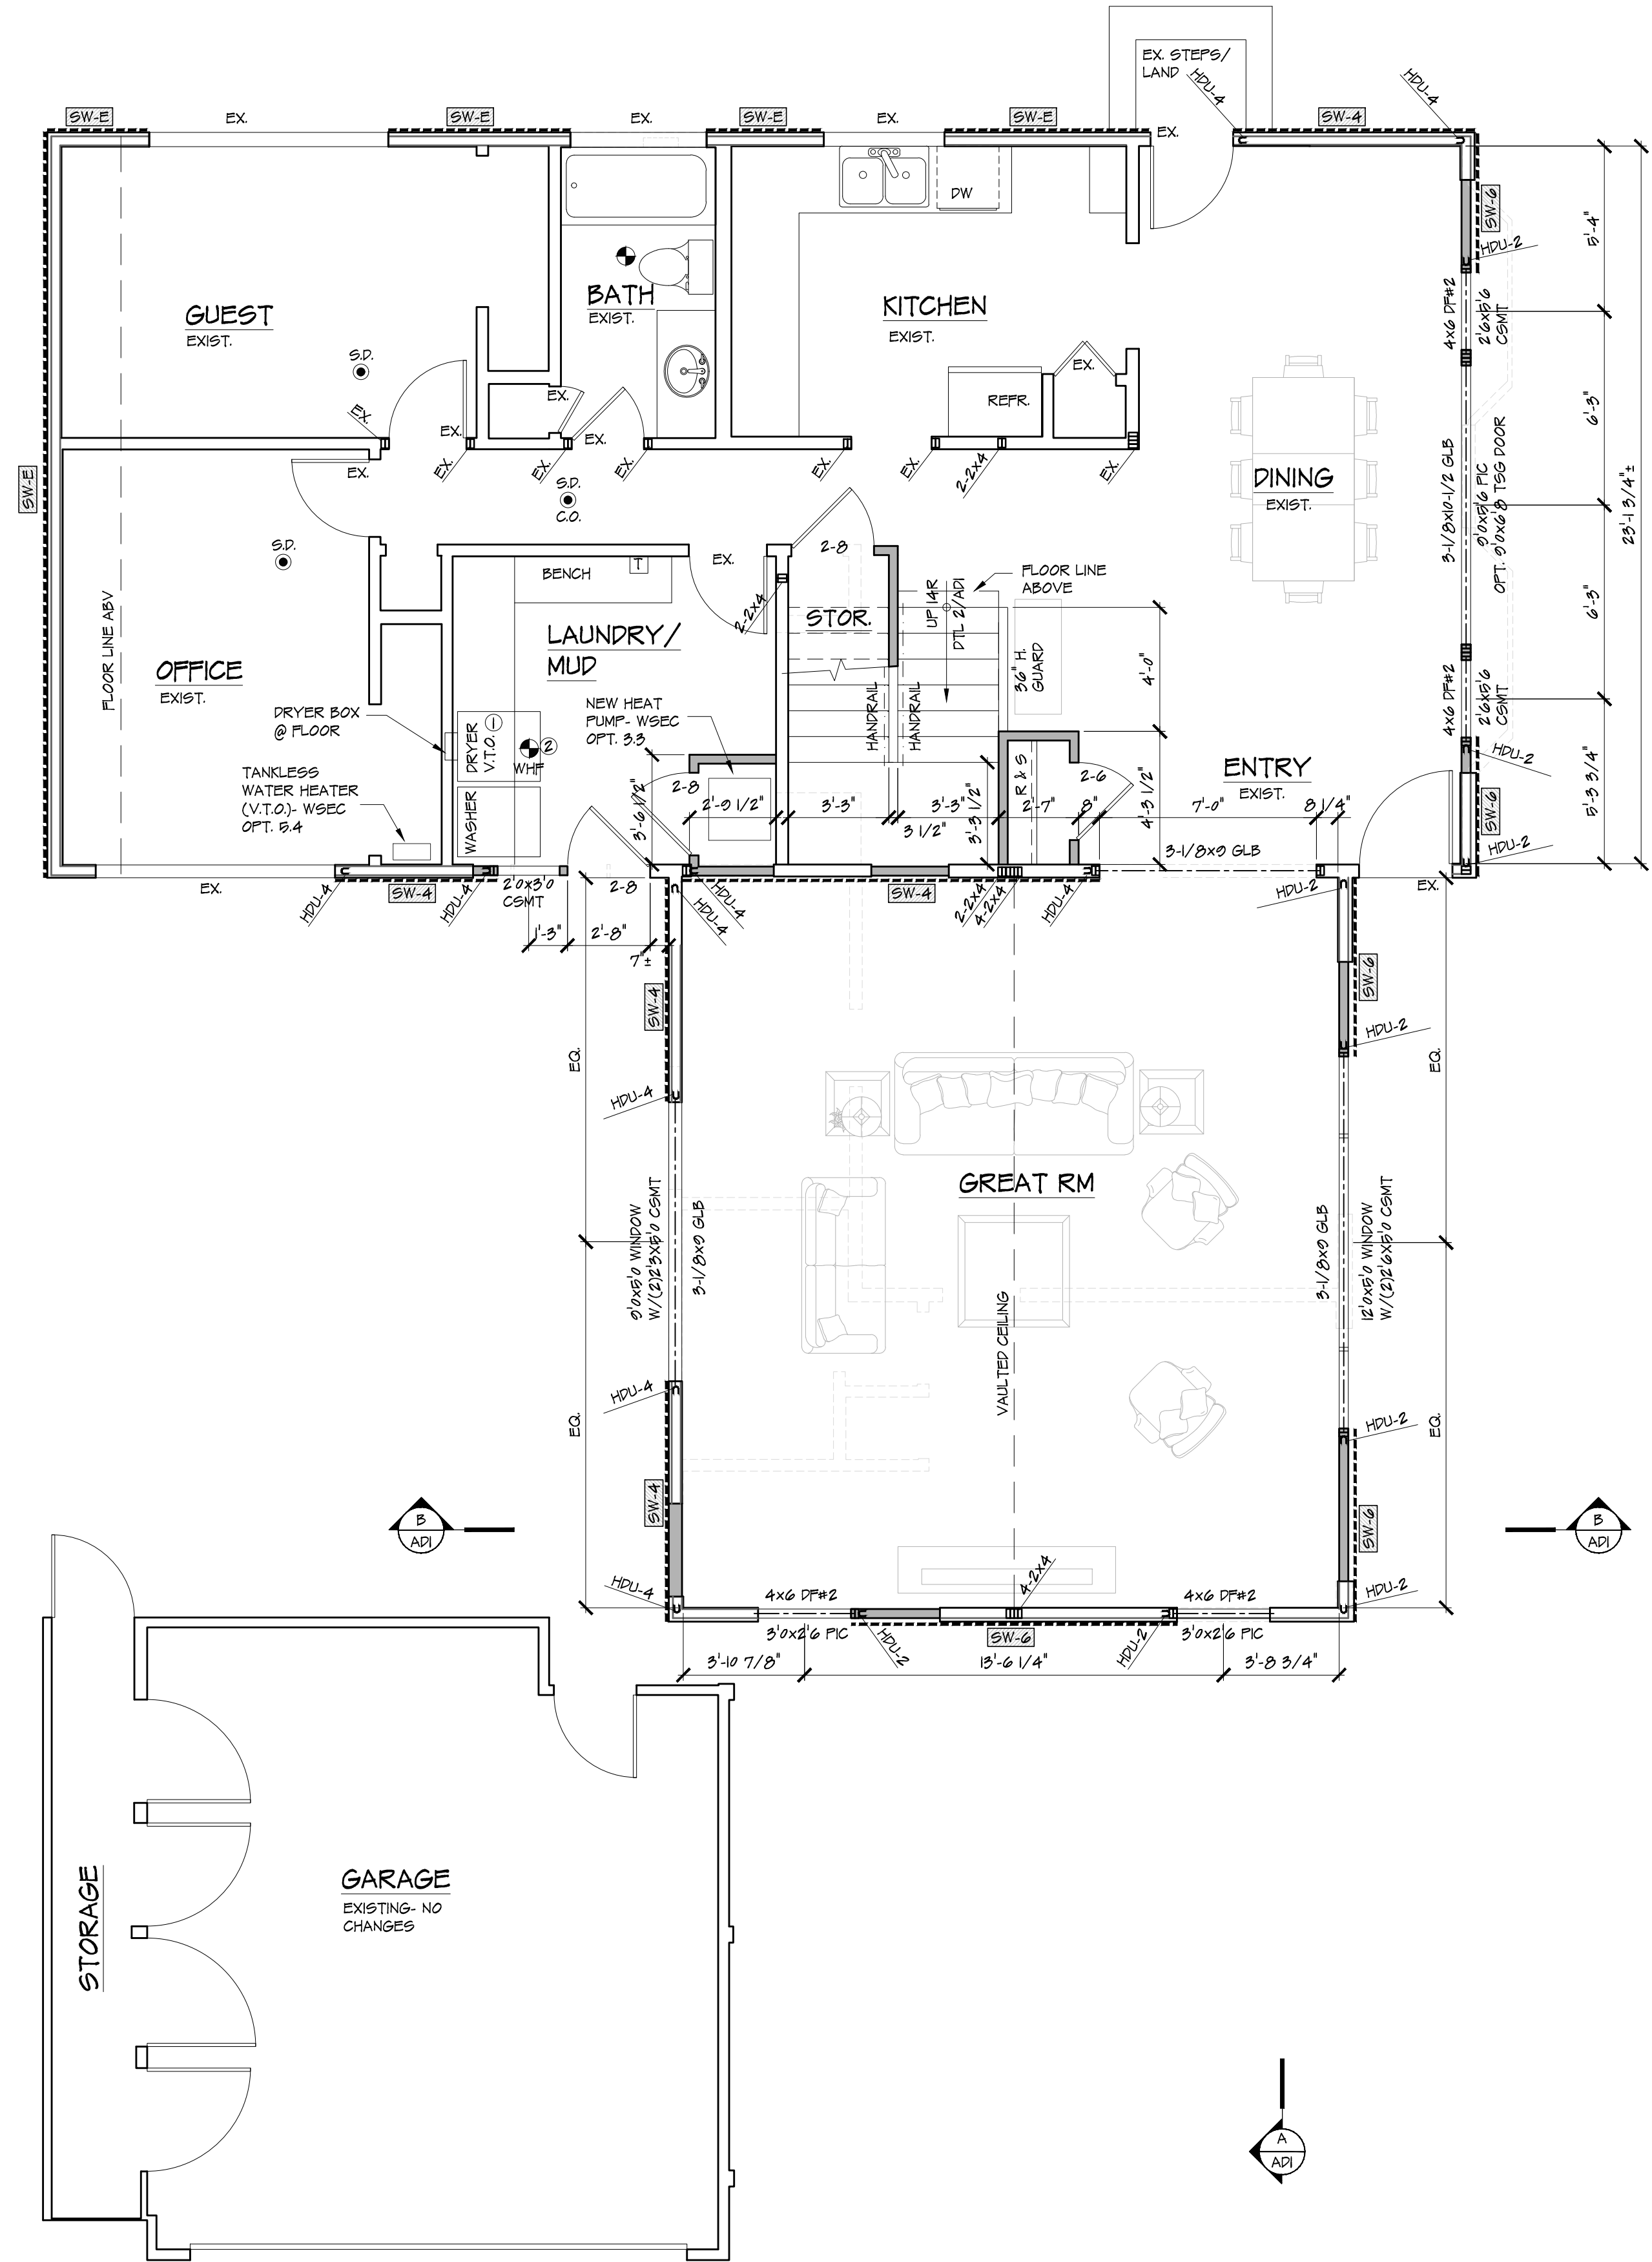 EX. STEPS/
LAND
HDU-4
HDU-4
SW-E
EX.
SW-E
EX.
SW-E
EX.
SW-E
EX.
SW-4
DW
SW-6
HDU-2
5'-4"
BATH
EXIST.
GUEST
EXIST.
KITCHEN
EXIST.
4x6 DF#2
2'6x5'6
CSMT
S.D.
EX.
EX.
EX.
EX.
EX.
REFR.
6'-3"
EX.
EX.
EX.
EX.
EX.
EX.
2-2x4
EX.
SW-E
EX.
S.D.
C.O.
DINING
EXIST.
3-1/8x10-1/2 GLB
9'0x5'6 PIC
OPT. 9'0x6'8 TSG DOOR
23'-1 3/4"±
S.D.
BENCH
T
EX.
2-8
FLOOR LINE
ABOVE
6'-3"
FLOOR LINE ABV
2-2x4
STOR.
UP 14R
DTL 2/AD1
LAUNDRY/
MUD
36" H.
GUARD
4'-0"
OFFICE
EXIST.
DRYER BOX
@ FLOOR
NEW HEAT
PUMP- WSEC
OPT. 3.3
HANDRAIL
HANDRAIL
4x6 DF#2
2'6x5'6
CSMT
HDU-2
DRYER
V.T.O.
1
2
WHF
TANKLESS
WATER HEATER
(V.T.O.)- WSEC
OPT. 5.4
WASHER
2-8
3'-6 1/2"
2'-9 1/2"
3'-3"
3'-3"
3 1/2"
3'-3 1/2"
R & S
2'-7"
2-6
8"
4'-3 1/2"
ENTRY
EXIST.
7'-0"
8 1/4"
5'-3 3/4"
SW-6
HDU-2
3-1/8x9 GLB
EX.
HDU-4
SW-4
HDU-4
2'0x3'0
CSMT
2-8
HDU-4
HDU-4
SW-4
2-2x4
4-2x4
HDU-4
HDU-2
EX.
1'-3"
2'-8"
7"±
SW-4
SW-6
HDU-2
EQ.
EQ.
HDU-4
GREAT RM
9'0x5'0 WINDOW
W/(2)2'3x5'0 CSMT
3-1/8x9 GLB
3-1/8x9 GLB
12'0x5'0 WINDOW
W/(2)2'6x5'0 CSMT
VAULTED CEILING
HDU-4
EQ.
HDU-2
EQ.
SW-4
SW-6
B
AD1
B
AD1
HDU-4
4x6 DF#2
4-2x4
4x6 DF#2
HDU-2
3'0x2'6 PIC
HDU-2
SW-6
HDU-2
3'0x2'6 PIC
3'-10 7/8"
13'-6 1/4"
3'-8 3/4"
STORAGE
GARAGE
EXISTING- NO
CHANGES
A
AD1